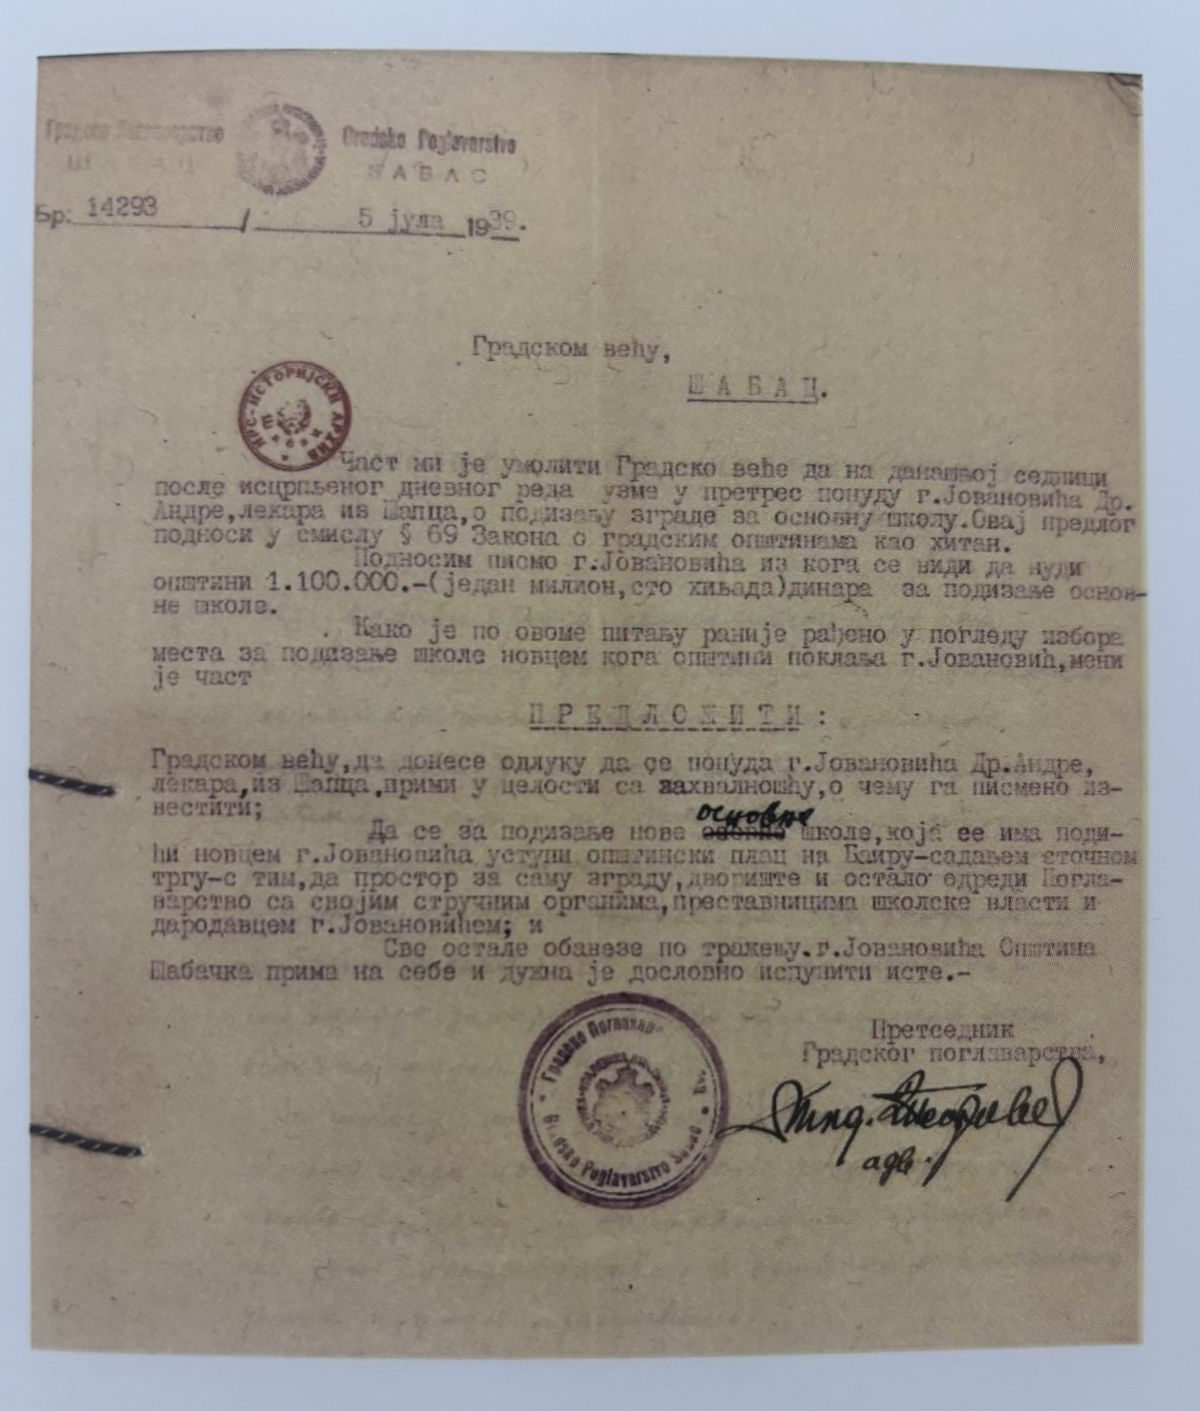 Градско Поглаварство
ШАБАЦ
Gradsko Poglavarstvo
ŠABAC
Бр: 14293 / 5 јула 1939.
Градском већу,
ШАБАЦ.
НРС-ИСТОРИЈСКИ АРХИВ
Шабац
Част ми је умолити Градско веће да на данашњој седници
после исцрпљеног дневног реда узме у претрес понуду г.Јовановића Др.
Андре,лекара из Шапца,о подизању зграде за основну школу.Овај предлог
подноси у смислу § 69 Закона о градским општинама као хитан.
Подносим писмо г.Јовановића из кога се види да нуди
општини 1.100.000.-(један милион,сто хиљада)динара за подизање основ-
не школе.
Како је по овоме питању раније рађено у погледу избора
места за подизање школе новцем кога општини поклања г.Јовановић,мени
је част
ПРЕДЛОЖИТИ:
Градском већу,да донесе одлуку да се понуда г.Јовановића Др.Андре,
лекара,из Шапца,прими у целости са захвалношћу,о чему га писмено из-
вестити;
основне
Да се за подизање нове школе,која се има поди-
ћи новцем г.Јовановића уступи општински плац на Баиру-садањем сточном
тргу-с тим,да простор за саму зграду,двориште и остало одреди Погла-
варство са својим стручним органима,преставницима школске власти и
дародавцем г.Јовановићем; и
Све остале обавезе по тражењу.г.Јовановића Општина
Шабачка прима на себе и дужна је дословно испунити исте.-
Претседник
Градског поглаварства,
Градско Поглавар
Gradsko Poglavarstvo
адв.